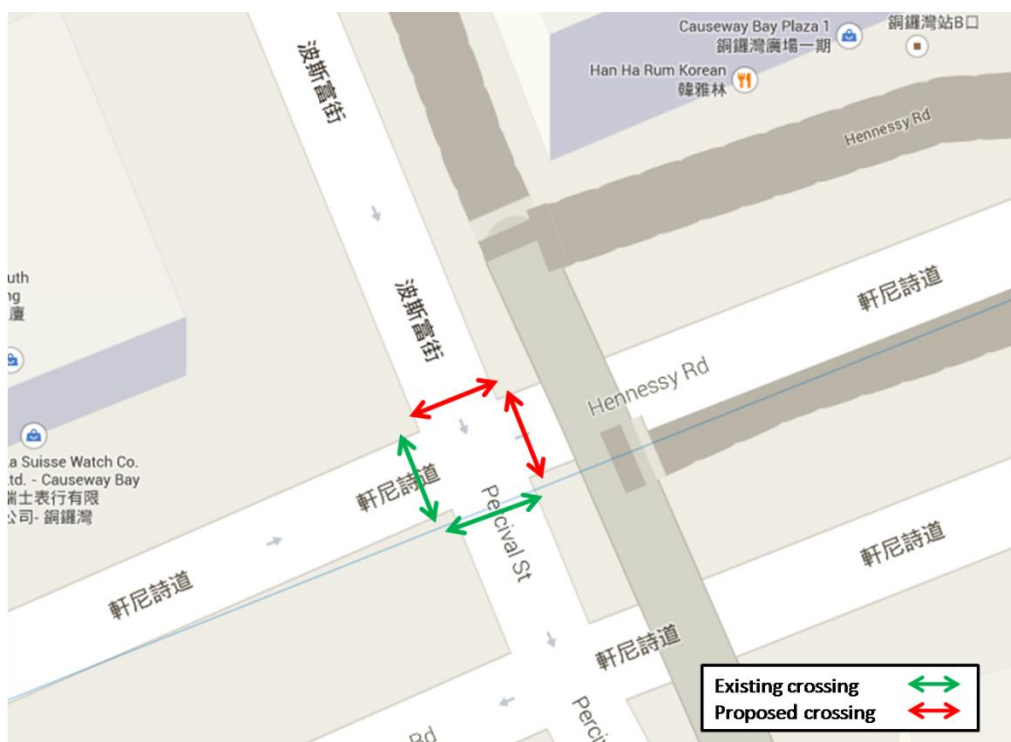 Causeway Bay Plaza 1
銅鑼灣廣場一期
銅鑼灣站B口
Han Ha Rum Korean
韓雅林
波斯富街
Hennessy Rd
波斯富街
軒尼詩道
Hennessy Rd
uth
ng
廈
La Suisse Watch Co.
Ltd. - Causeway Bay
瑞士表行有限
公司- 銅鑼灣
軒尼詩道
Percival St
軒尼詩道
軒尼詩道
軒尼詩道
Rd
Perciv
Existing crossing
Proposed crossing